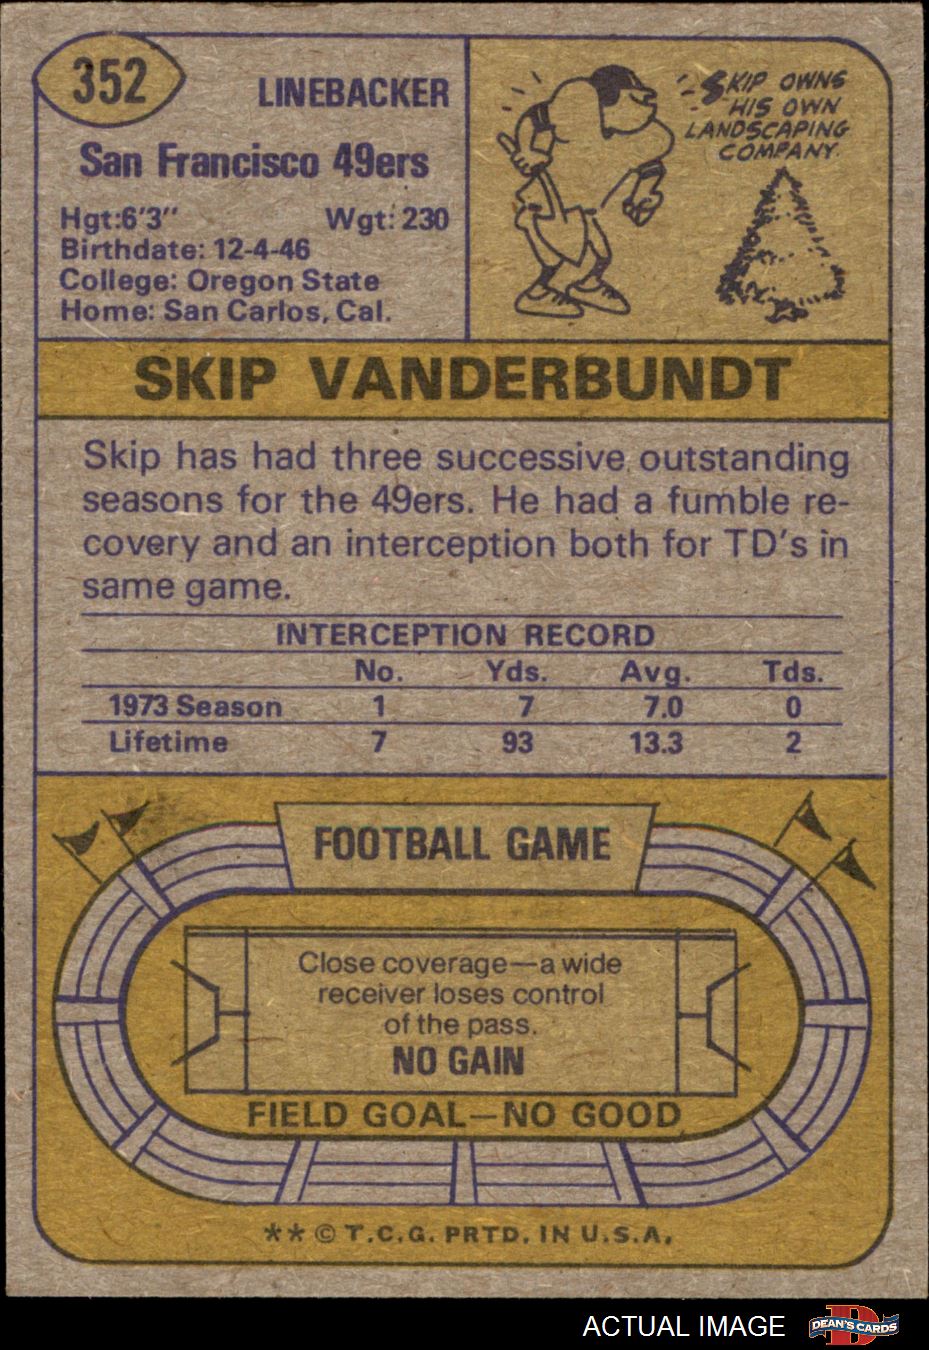 352
LINEBACKER
San Francisco 49ers
Hgt:6'3" Wgt: 230
Birthdate: 12-4-46
College: Oregon State
Home: San Carlos, Cal.
SKIP OWNS
HIS OWN
LANDSCAPING
COMPANY.
SKIP VANDERBUNDT
Skip has had three successive outstanding
seasons for the 49ers. He had a fumble re-
covery and an interception both for TD's in
same game.
INTERCEPTION RECORD
No. Yds. Avg. Tds.
1973 Season 1 7 7.0 0
Lifetime 7 93 13.3 2
FOOTBALL GAME
Close coverage—a wide
receiver loses control
of the pass.
NO GAIN
FIELD GOAL—NO GOOD
** © T.C.G. PRTD. IN U.S.A.
ACTUAL IMAGE
DEAN'S CARDS